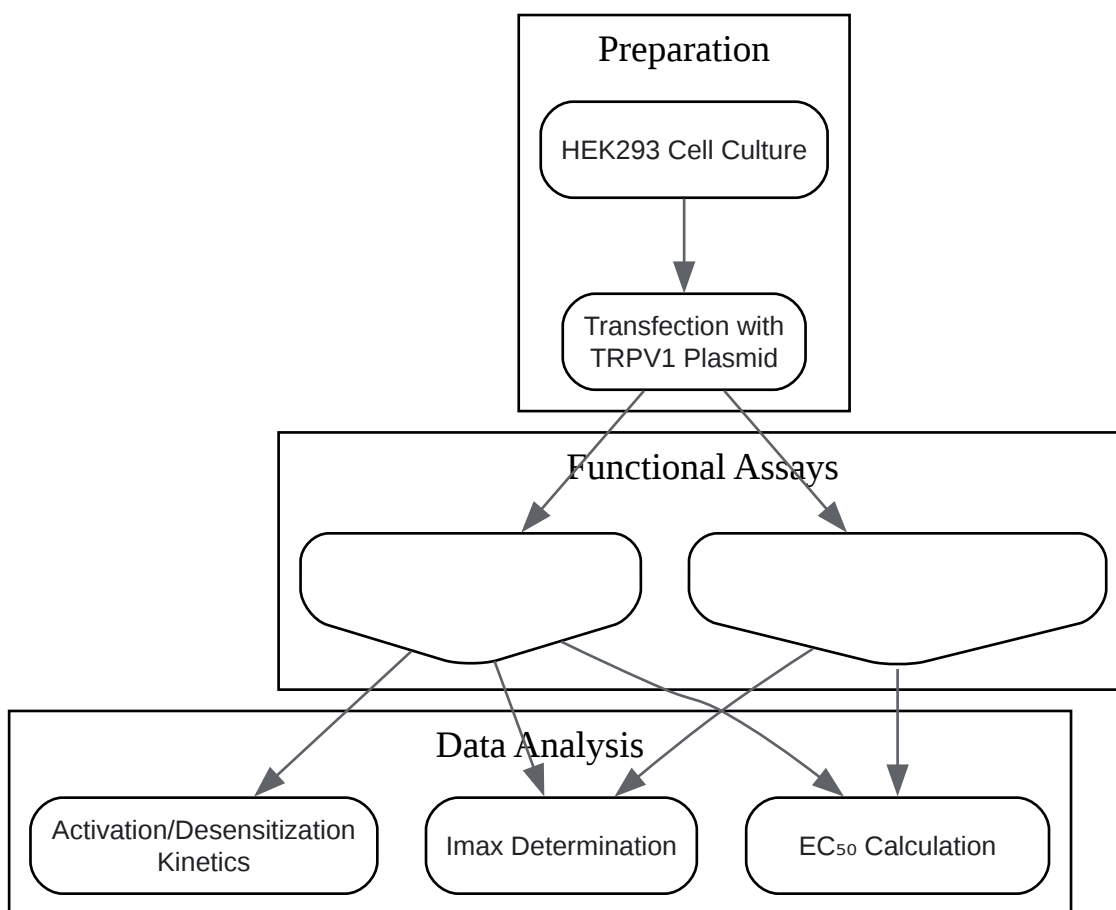 Preparation
HEK293 Cell Culture
Transfection with
TRPV1 Plasmid
Functional Assays
Data Analysis
Activation/Desensitization
Kinetics
Imax Determination
EC₅₀ Calculation